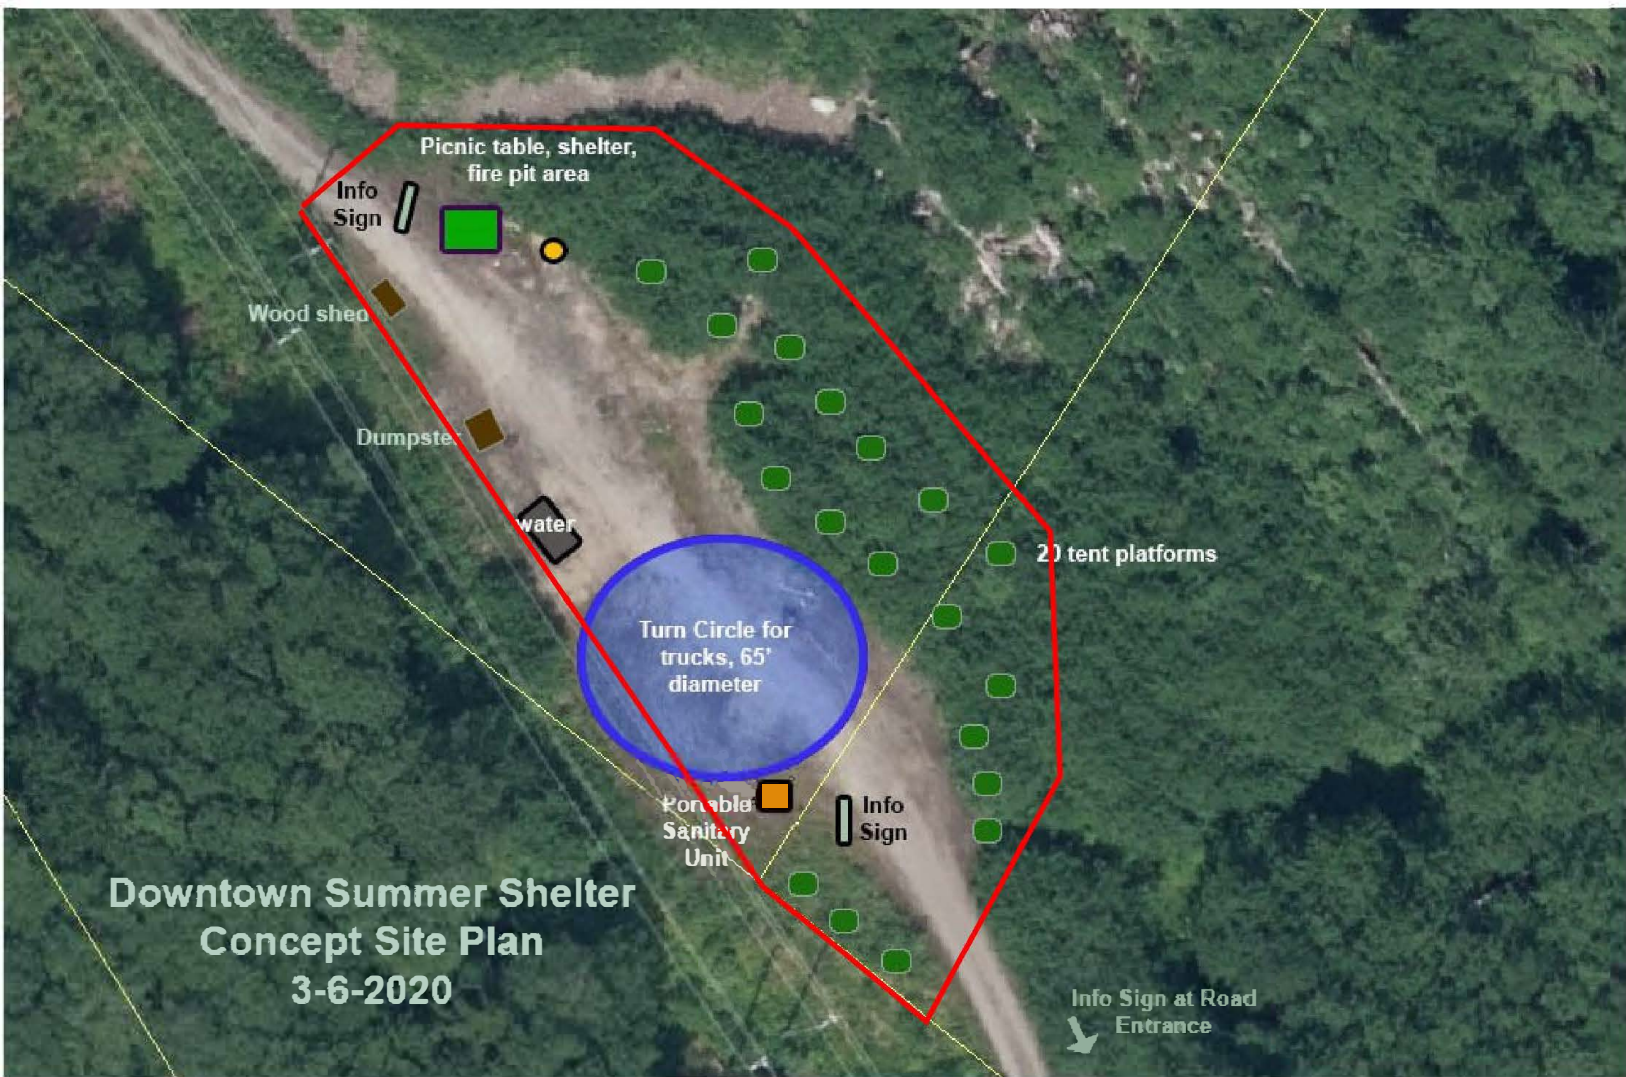 Picnic table, shelter,
fire pit area
Info
Sign
Wood shed
Dumpster
water
20 tent platforms
Turn Circle for
trucks, 65'
diameter
Portable
Sanitary
Unit
Info
Sign
Downtown Summer Shelter
Concept Site Plan
3-6-2020
Info Sign at Road
Entrance